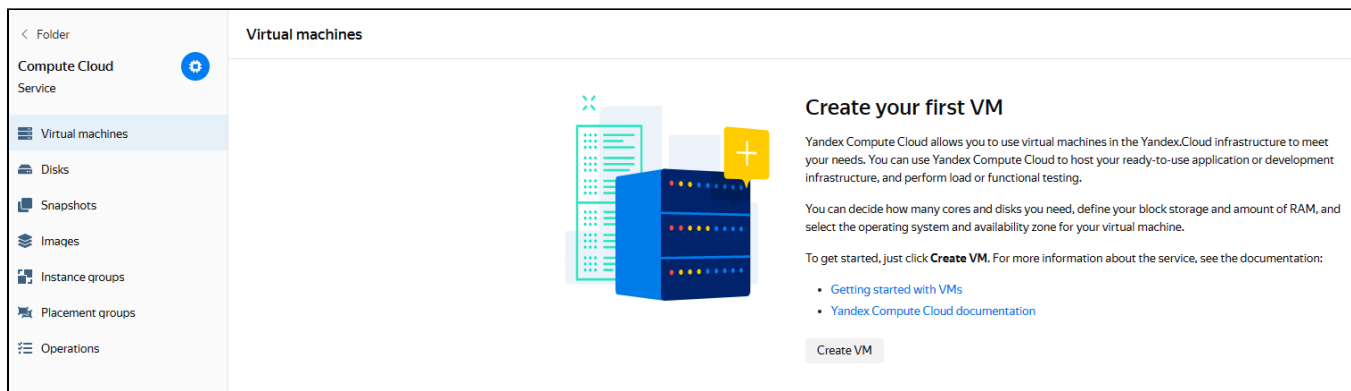 Folder
Compute Cloud
Service
Virtual machines
Disks
Snapshots
Images
Instance groups
Placement groups
Operations
Virtual machines
Create your first VM
Yandex Compute Cloud allows you to use virtual machines in the Yandex.Cloud infrastructure to meet
your needs. You can use Yandex Compute Cloud to host your ready-to-use application or development
infrastructure, and perform load or functional testing.
You can decide how many cores and disks you need, define your block storage and amount of RAM, and
select the operating system and availability zone for your virtual machine.
To get started, just click Create VM. For more information about the service, see the documentation:
Getting started with VMs
Yandex Compute Cloud documentation
Create VM